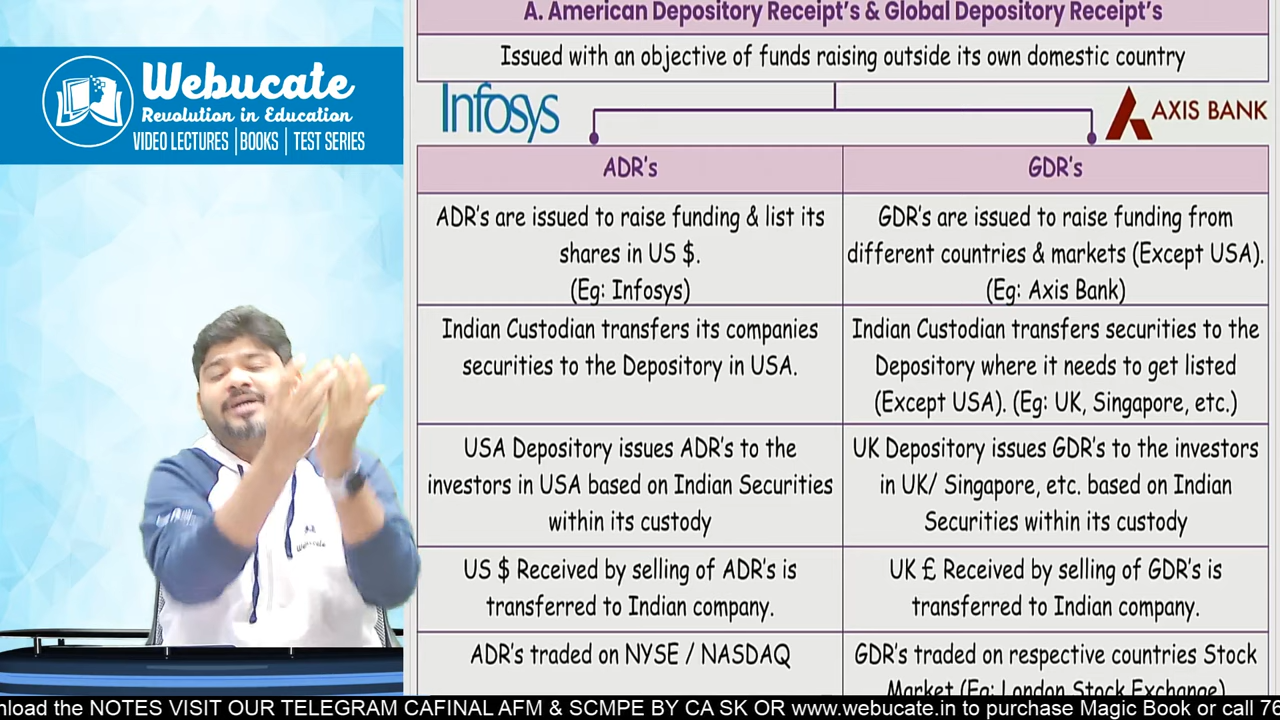 A. American Depository Receipt's & Global Depository Receipt's
Issued with an objective of funds raising outside its own domestic country
Webucate
Revolution in Education
VIDEO LECTURES | BOOKS | TEST SERIES
Infosys
AXIS BANK
ADR's
GDR's
ADR's are issued to raise funding & list its
shares in US $.
(Eg: Infosys)
GDR's are issued to raise funding from
different countries & markets (Except USA).
(Eg: Axis Bank)
Indian Custodian transfers its companies
securities to the Depository in USA.
Indian Custodian transfers securities to the
Depository where it needs to get listed
(Except USA). (Eg: UK, Singapore, etc.)
USA Depository issues ADR's to the
investors in USA based on Indian Securities
within its custody
UK Depository issues GDR's to the investors
in UK/ Singapore, etc. based on Indian
Securities within its custody
US $ Received by selling of ADR's is
transferred to Indian company.
UK £ Received by selling of GDR's is
transferred to Indian company.
ADR's traded on NYSE / NASDAQ
GDR's traded on respective countries Stock
Market (Eg: London Stock Exchange)
Webucate
nload the NOTES VISIT OUR TELEGRAM CAFINAL AFM & SCMPE BY CA SK OR www.webucate.in to purchase Magic Book or call 76